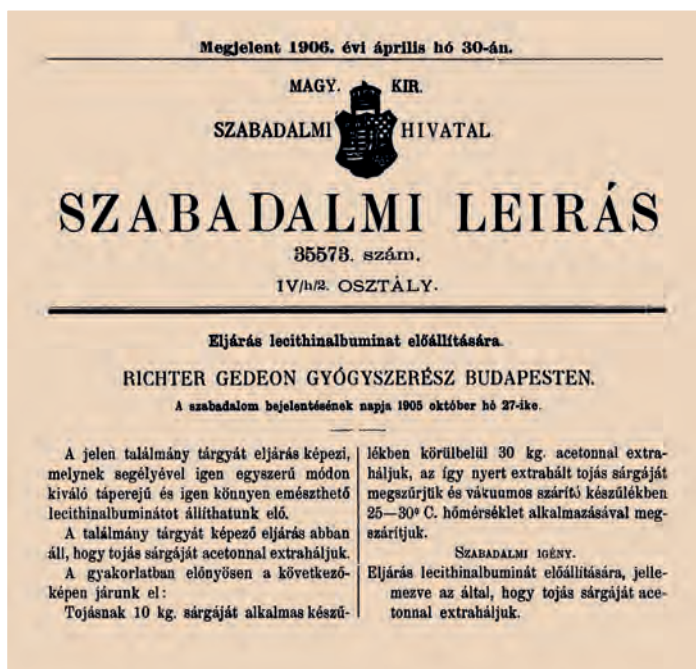 Megjelent 1906. évi április hó 30-án.
MAGY. KIR.
SZABADALMI HIVATAL
SZABADALMI LEIRÁS
35573. szám.
IV/h/2. OSZTÁLY.
Eljárás lecithinalbuminat előállítására.
RICHTER GEDEON GYÓGYSZERÉSZ BUDAPESTEN.
A szabadalom bejelentésének napja 1905 október hó 27-ike.
A jelen találmány tárgyát eljárás képezi,
melynek segélyével igen egyszerű módon
kiváló táperejű és igen könnyen emészthető
lecithinalbuminátot állíthatunk elő.
A találmány tárgyát képező eljárás abban
áll, hogy tojás sárgáját acetonnal extraháljuk.
A gyakorlatban előnyösen a következő-
képen járunk el:
Tojásnak 10 kg. sárgáját alkalmas készű-
lékben körülbelül 30 kg. acetonnal extra-
háljuk, az így nyert extrahált tojás sárgáját
megszűrjük és vákuumos szárító készülékben
25—30° C. hőmérséklet alkalmazásával meg-
szárítjuk.
SZABADALMI IGÉNY.
Eljárás lecithinalbuminát előállítására, jelle-
mezve az által, hogy tojás sárgáját ace-
tonnal extraháljuk.